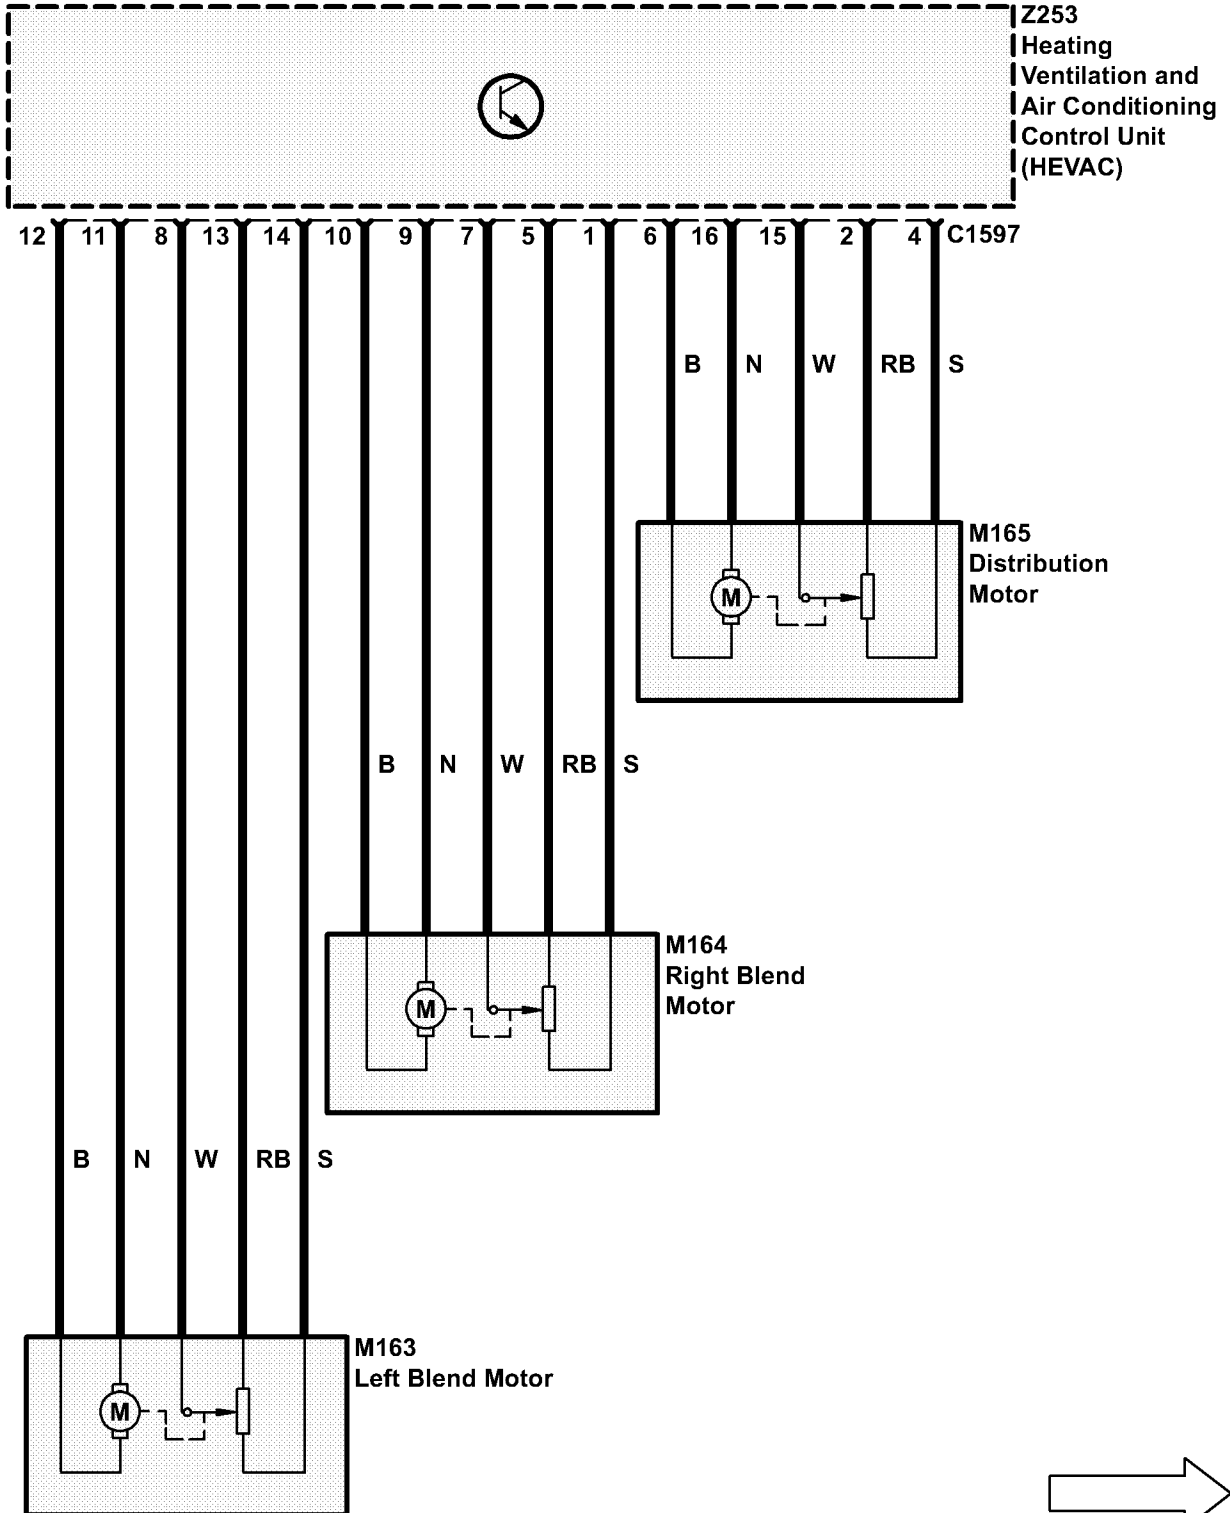 Z253
Heating
Ventilation and
Air Conditioning
Control Unit
(HEVAC)
12 11 8 13 14 10 9 7 5 1 6 16 15 2 4 C1597
B N W RB S
M165
Distribution
Motor
M
B N W RB S
M164
Right Blend
Motor
M
B N W RB S
M163
Left Blend Motor
M